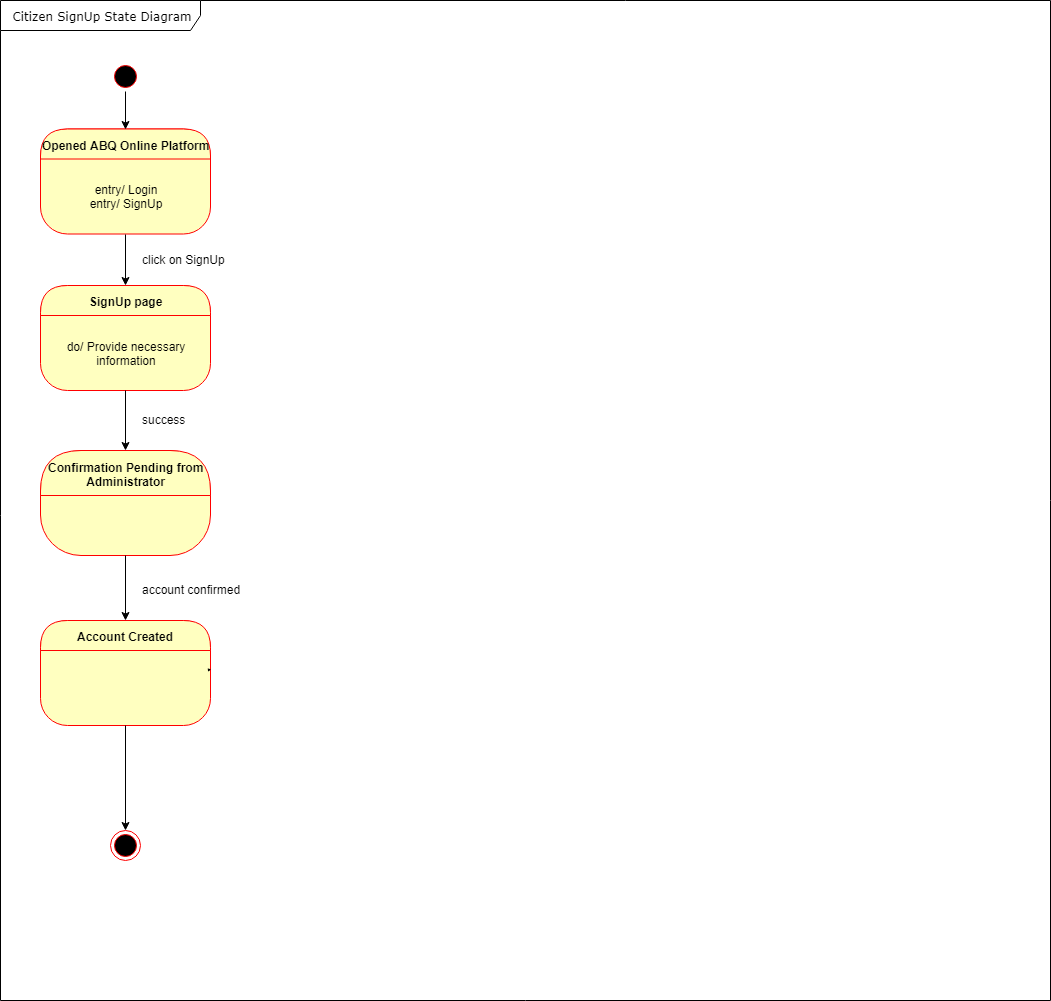 Citizen SignUp State Diagram
Opened ABQ Online Platform
entry/ Login
entry/ SignUp
click on SignUp
SignUp page
do/ Provide necessary
information
success
Confirmation Pending from
Administrator
account confirmed
Account Created